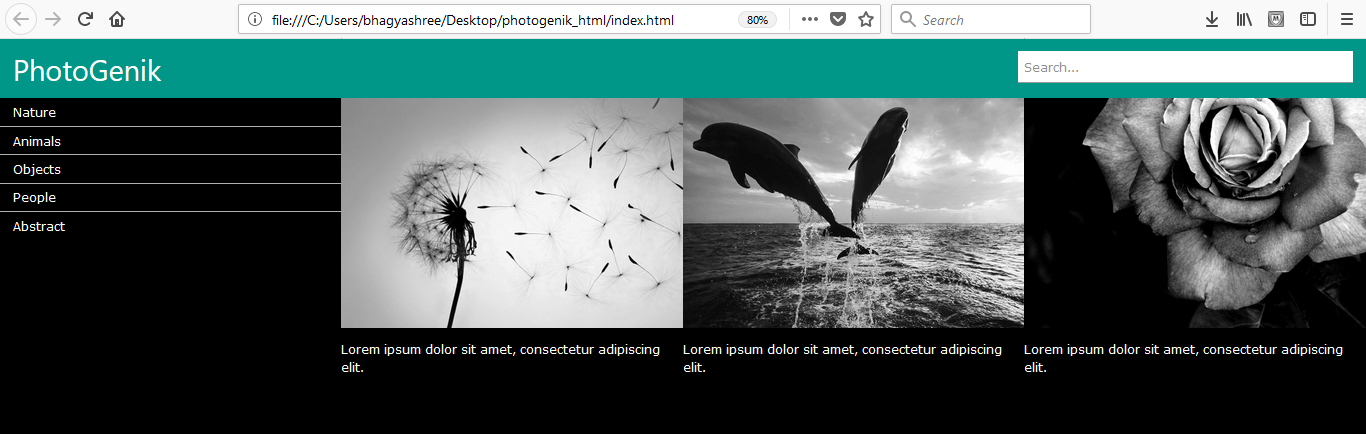 file:///C:/Users/bhagyashree/Desktop/photogenik_html/index.html
80%
Search
PhotoGenik
Search...
Nature
Animals
Objects
People
Abstract
Lorem ipsum dolor sit amet, consectetur adipiscing
elit.
Lorem ipsum dolor sit amet, consectetur adipiscing
elit.
Lorem ipsum dolor sit amet, consectetur adipiscing
elit.